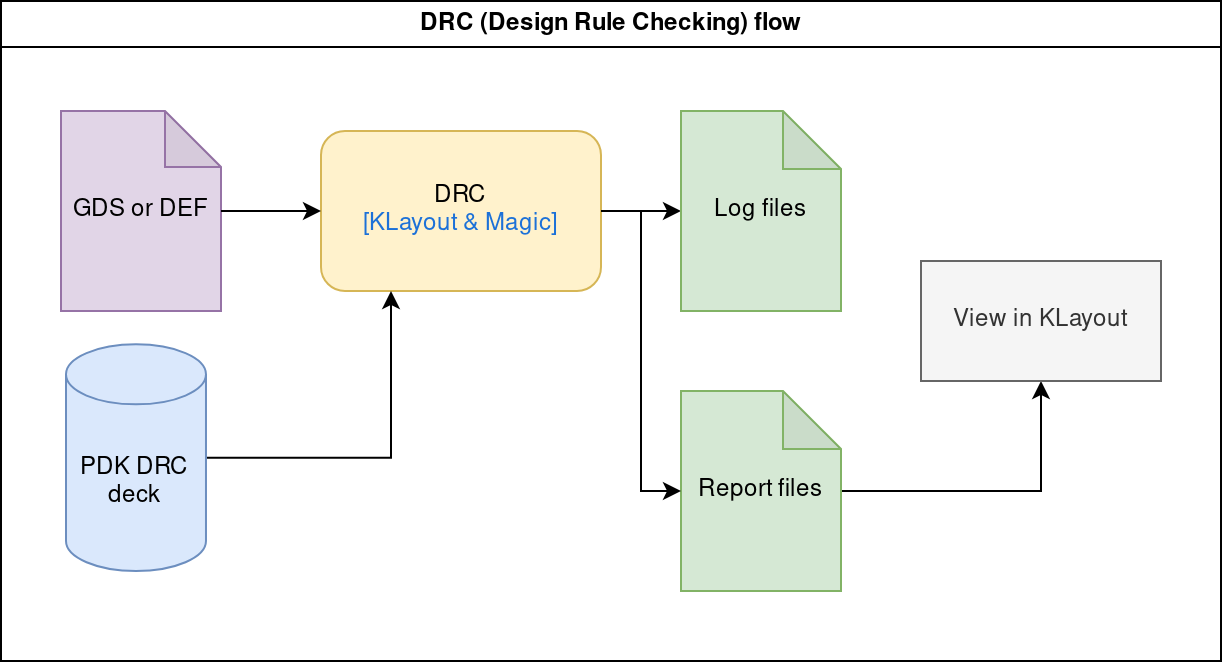 DRC (Design Rule Checking) flow
GDS or DEF
DRC
[KLayout & Magic]
Log files
View in KLayout
PDK DRC
deck
Report files